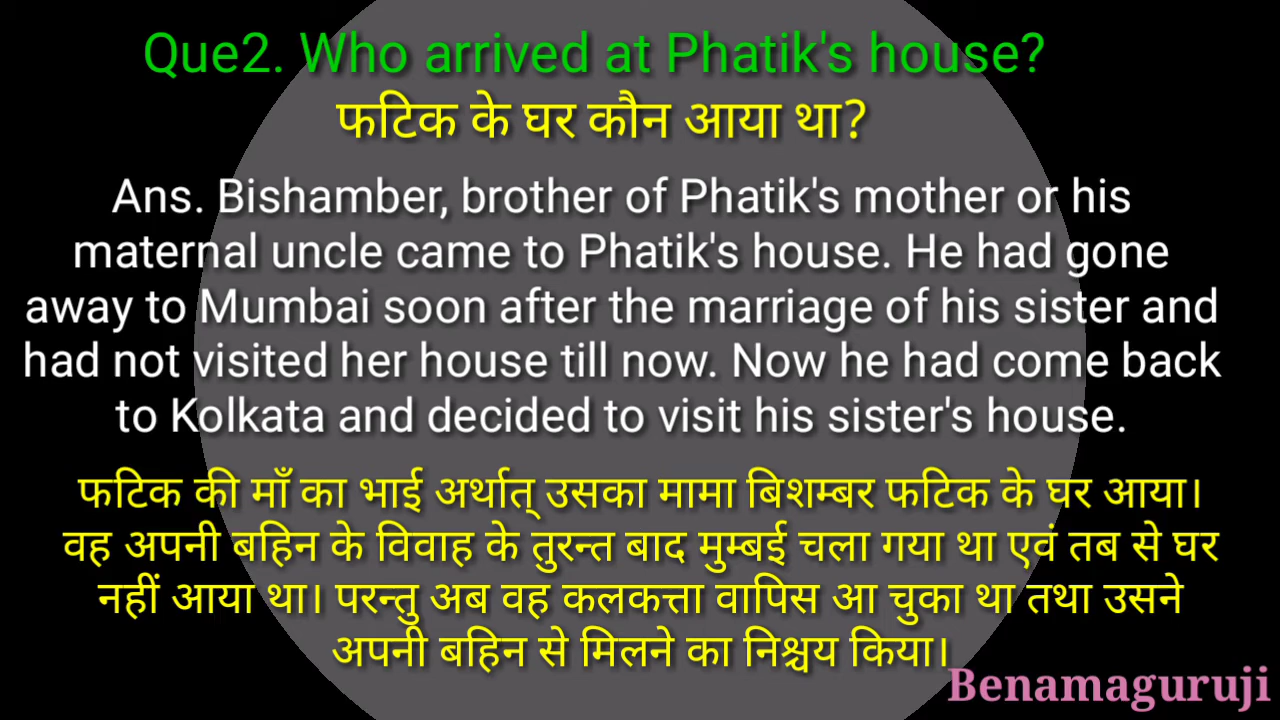 Que2. Who arrived at Phatik's house?
फटिक के घर कौन आया था?
Ans. Bishamber, brother of Phatik's mother or his
maternal uncle came to Phatik's house. He had gone
away to Mumbai soon after the marriage of his sister and
had not visited her house till now. Now he had come back
to Kolkata and decided to visit his sister's house.
फटिक की माँ का भाई अर्थात् उसका मामा बिशम्बर फटिक के घर आया।
वह अपनी बहिन के विवाह के तुरन्त बाद मुम्बई चला गया था एवं तब से घर
नहीं आया था। परन्तु अब वह कलकत्ता वापिस आ चुका था तथा उसने
अपनी बहिन से मिलने का निश्चय किया।
Benamaguruji